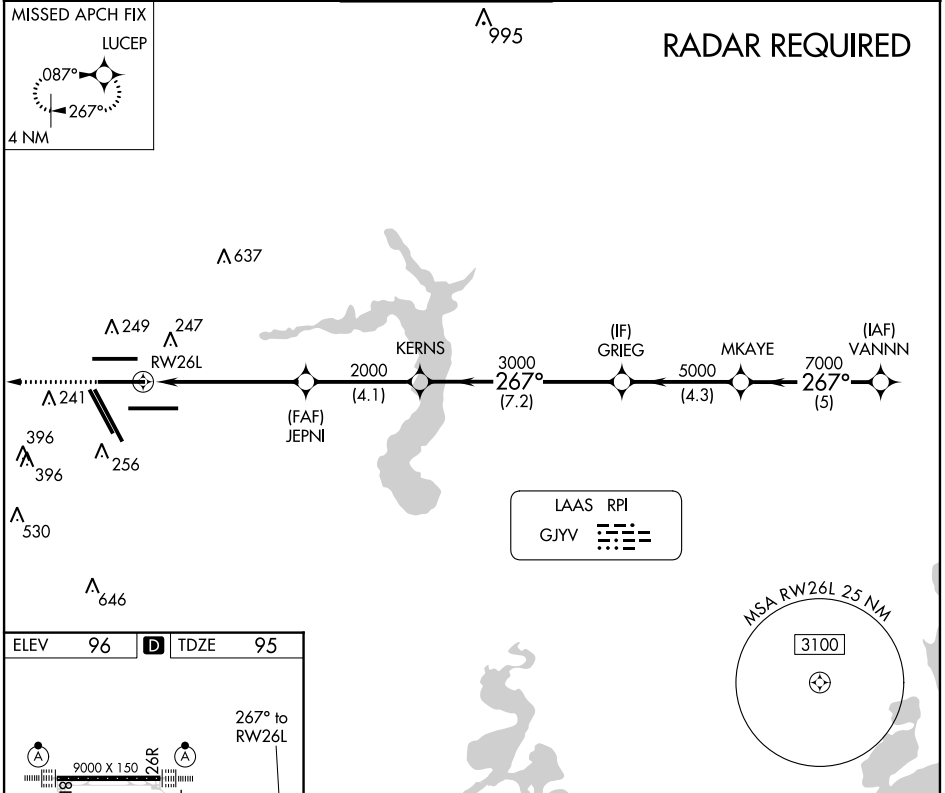 MISSED APCH FIX
LUCEP
087°
267°
4 NM
995
RADAR REQUIRED
637
249
247
RW26L
241
396
396
256
530
646
(FAF)
JEPNI
2000
(4.1)
KERNS
3000
267°
(7.2)
(IF)
GRIEG
5000
(4.3)
MKAYE
7000
267°
(5)
(IAF)
VANNN
LAAS RPI
GJYV
MSA RW26L 25 NM
3100
ELEV 96 D TDZE 95
267° to
RW26L
A
A
9000 X 150
26R